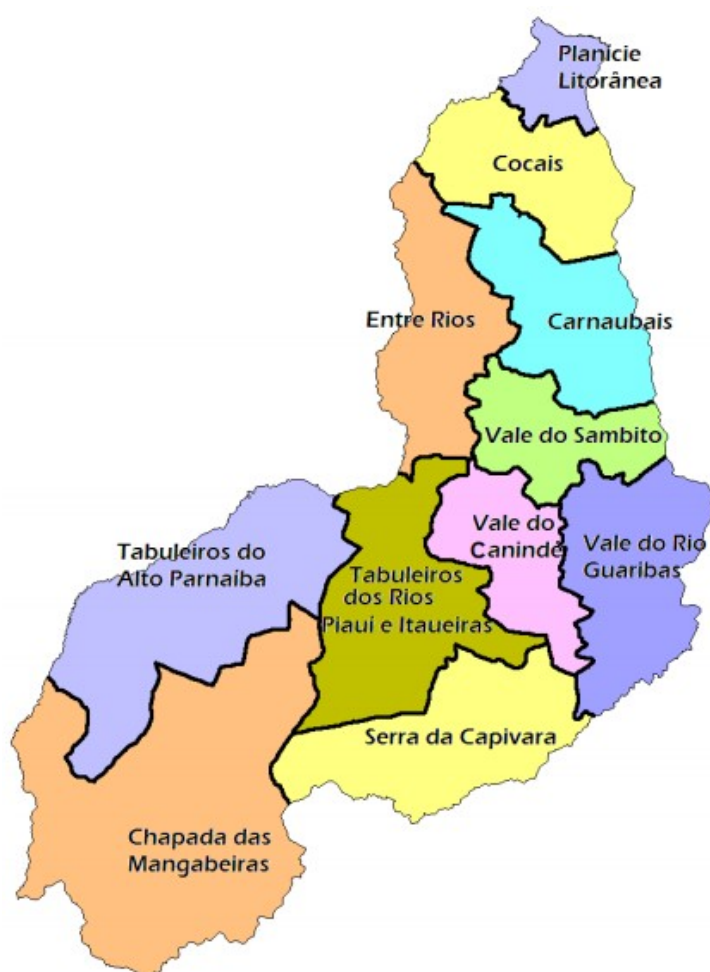 Planície
Litorânea
Cocais
Entre Rios
Carnaubais
Vale do Sambito
Vale do
Canindé
Vale do Rio
Guaribas
Tabuleiros do
Alto Parnaíba
Tabuleiros
dos Rios
Piauí e Itaueiras
Serra da Capivara
Chapada das
Mangabeiras